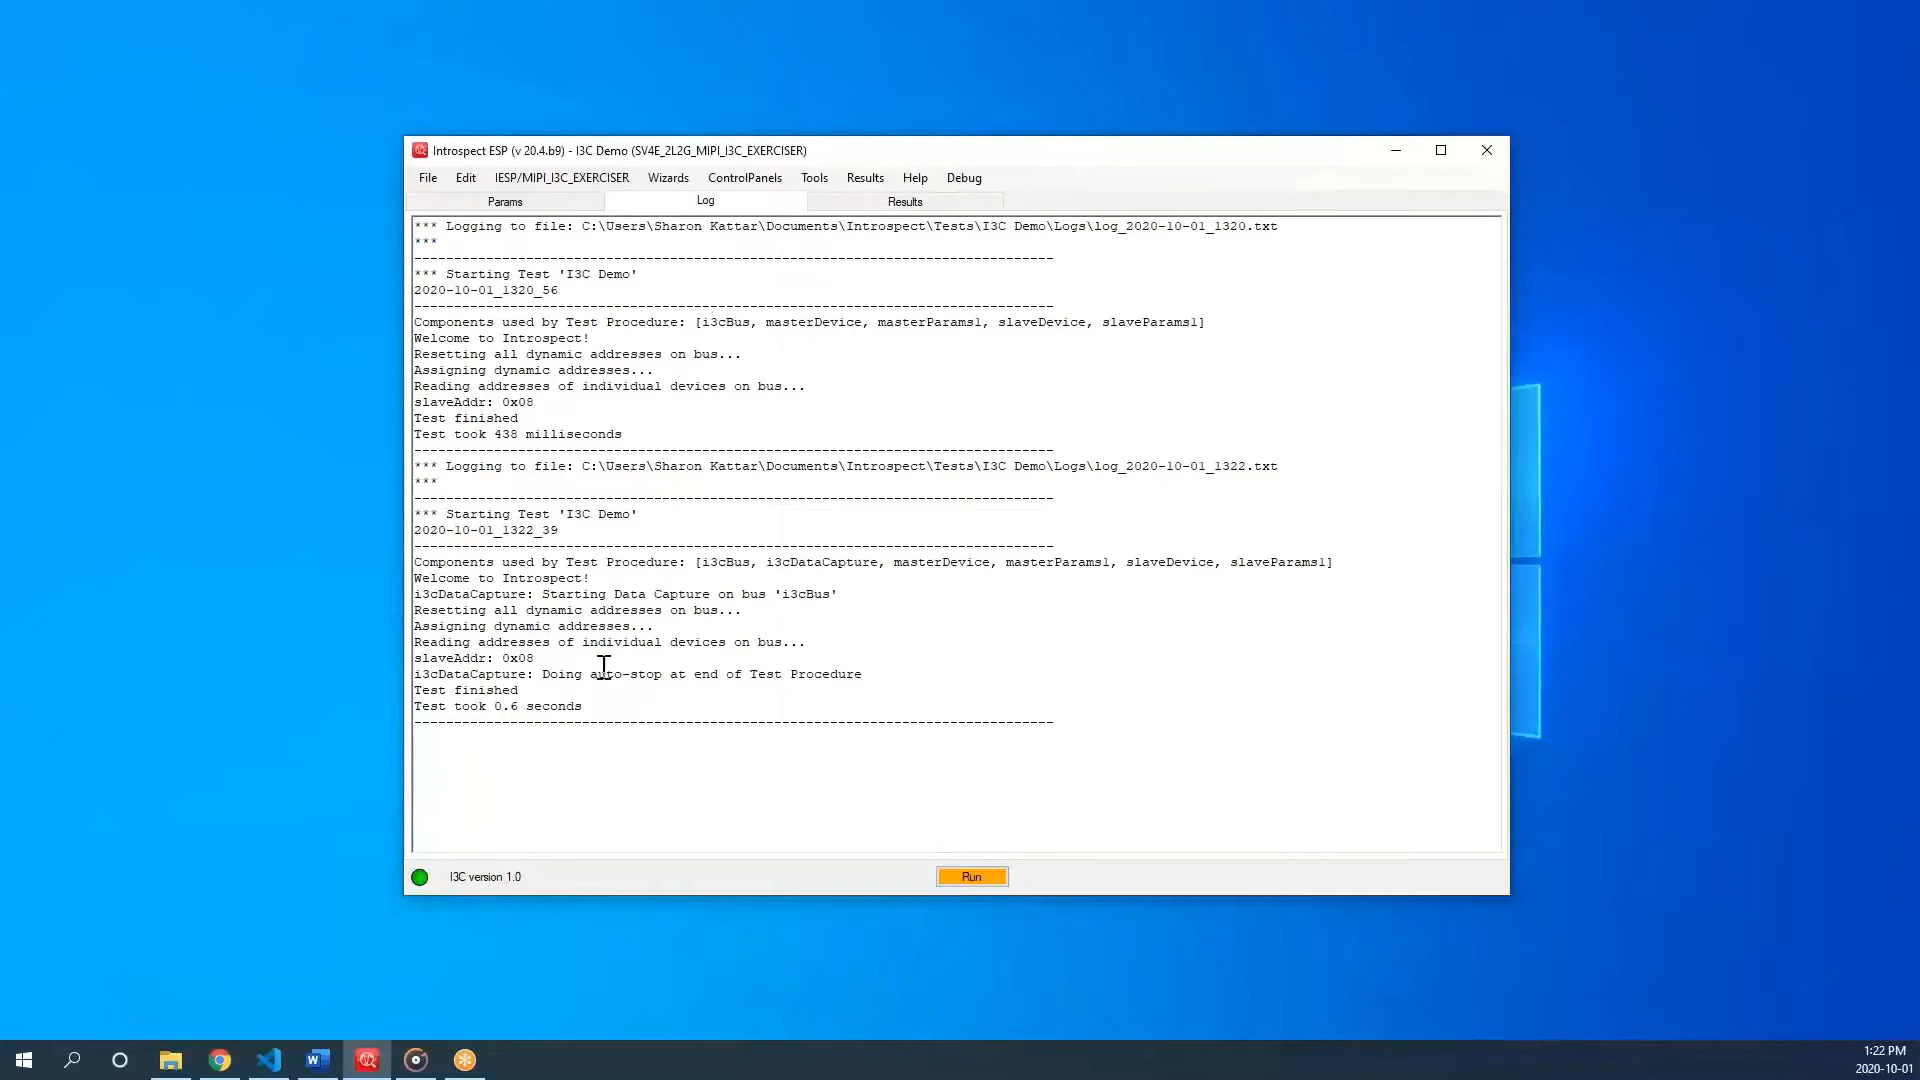 Introspect ESP (v 20.4.b9) - I3C Demo (SV4E_2L2G_MIPI_I3C_EXERCISER)
File Edit IESP/MIPI_I3C_EXERCISER Wizards ControlPanels Tools Results Help Debug
Params Log Results
*** Logging to file: C:\Users\Sharon Kattar\Documents\Introspect\Tests\I3C Demo\Logs\log_2020-10-01_1320.txt
***
--------------------------------------------------------------------------------
*** Starting Test 'I3C Demo'
2020-10-01_1320_56
--------------------------------------------------------------------------------
Components used by Test Procedure: [i3cBus, masterDevice, masterParams1, slaveDevice, slaveParams1]
Welcome to Introspect!
Resetting all dynamic addresses on bus...
Assigning dynamic addresses...
Reading addresses of individual devices on bus...
slaveAddr: 0x08
Test finished
Test took 438 milliseconds
--------------------------------------------------------------------------------
*** Logging to file: C:\Users\Sharon Kattar\Documents\Introspect\Tests\I3C Demo\Logs\log_2020-10-01_1322.txt
***
--------------------------------------------------------------------------------
*** Starting Test 'I3C Demo'
2020-10-01_1322_39
--------------------------------------------------------------------------------
Components used by Test Procedure: [i3cBus, i3cDataCapture, masterDevice, masterParams1, slaveDevice, slaveParams1]
Welcome to Introspect!
i3cDataCapture: Starting Data Capture on bus 'i3cBus'
Resetting all dynamic addresses on bus...
Assigning dynamic addresses...
Reading addresses of individual devices on bus...
slaveAddr: 0x08
i3cDataCapture: Doing auto-stop at end of Test Procedure
Test finished
Test took 0.6 seconds
--------------------------------------------------------------------------------
I3C version 1.0 Run
1:22 PM
2020-10-01